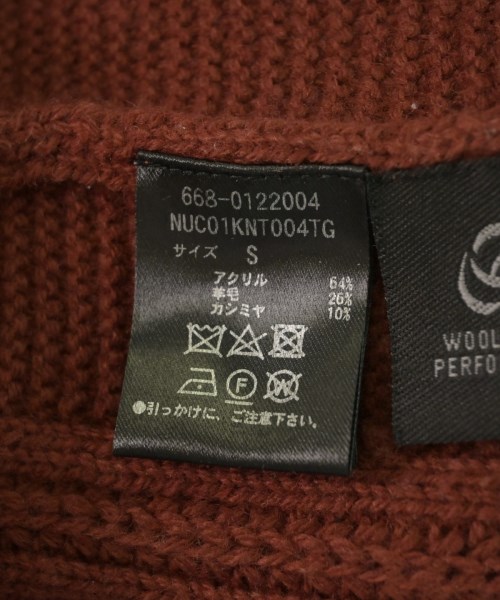 668-0122004
NUC01KNT004TG
サイズ S
アクリル 64%
羊毛 26%
カシミヤ 10%
F W
●引っかけに、ご注意下さい。
WOOL
PERFO